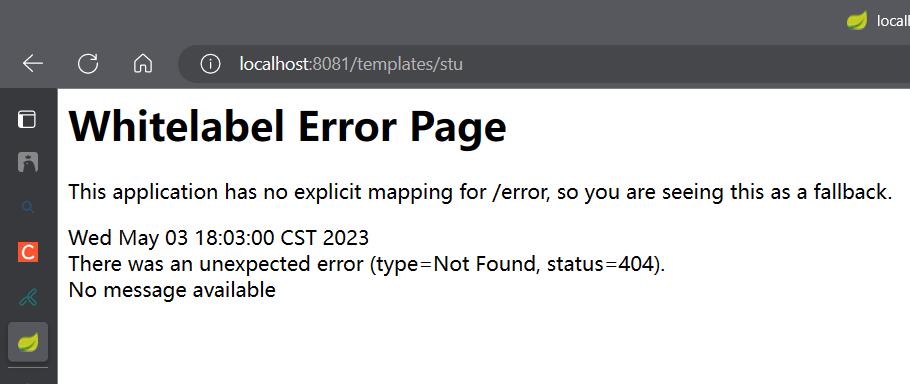 locall
localhost:8081/templates/stu
C
Whitelabel Error Page
This application has no explicit mapping for /error, so you are seeing this as a fallback.
Wed May 03 18:03:00 CST 2023
There was an unexpected error (type=Not Found, status=404).
No message available